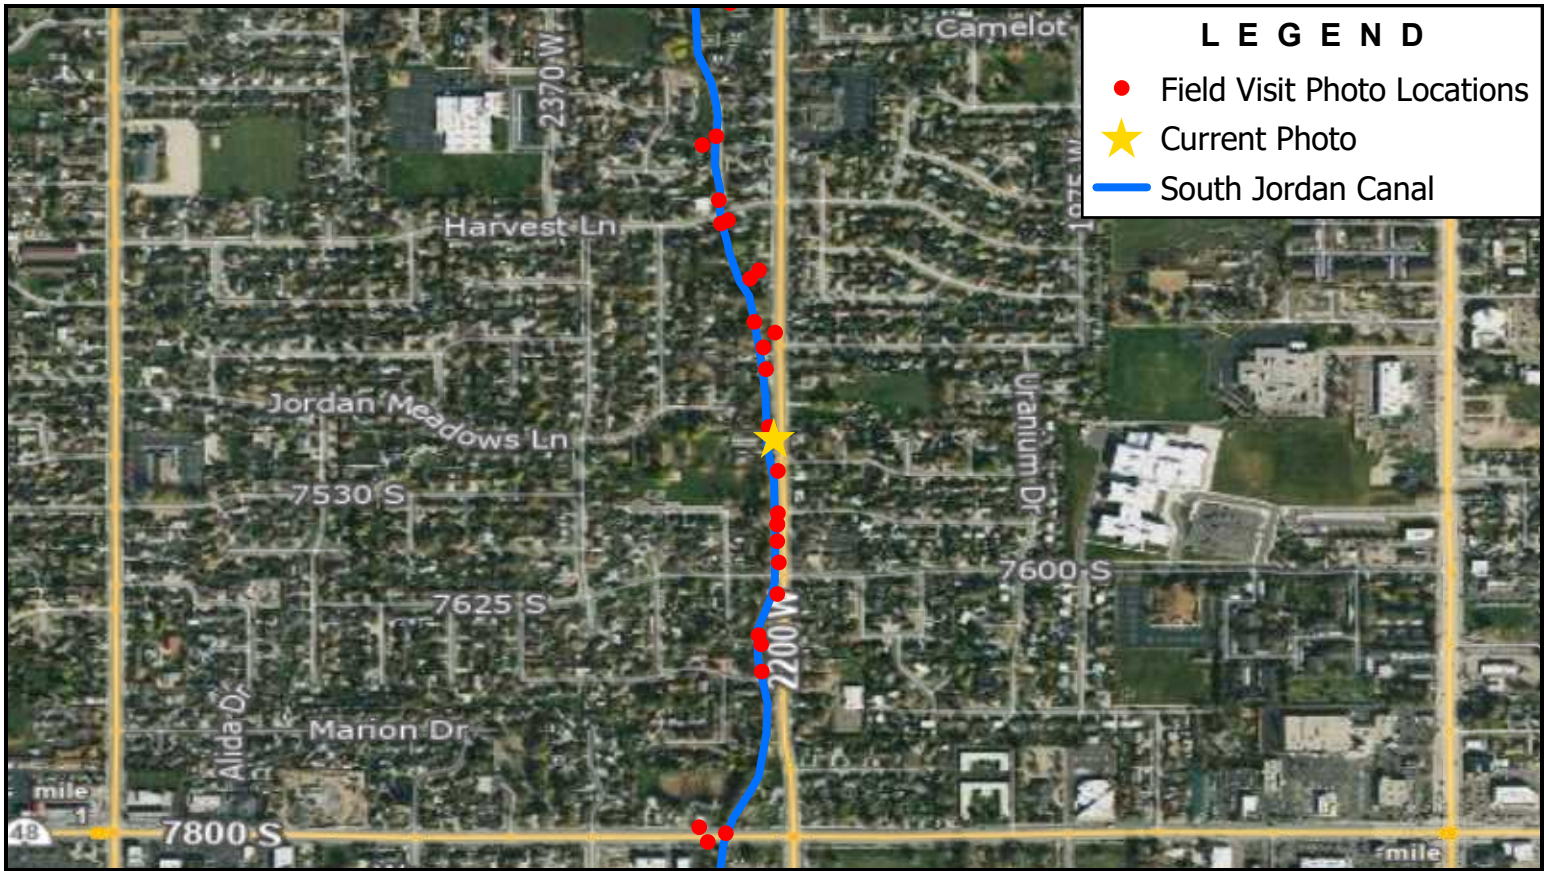 Camelot
L E G E N D
Field Visit Photo Locations
Current Photo
South Jordan Canal
2370 W
1975 W
Harvest Ln
Jordan Meadows Ln
Uranium Dr
7530 S
7600 S
7625 S
2200 W
Alida Dr
Marion Dr
mile
1
48
7800 S
mile